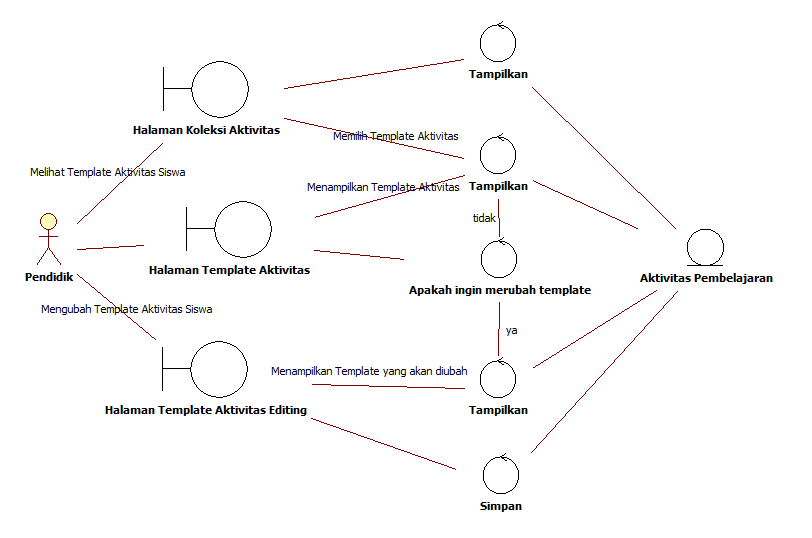 Tampilkan
Halaman Koleksi Aktivitas
Memilih Template Aktivitas
Melihat Template Aktivitas Siswa
Menampilkan Template Aktivitas
Tampilkan
tidak
Halaman Template Aktivitas
Pendidik
Aktivitas Pembelajaran
Apakah ingin merubah template
Mengubah Template Aktivitas Siswa
ya
Menampilkan Template yang akan diubah
Halaman Template Aktivitas Editing
Tampilkan
Simpan